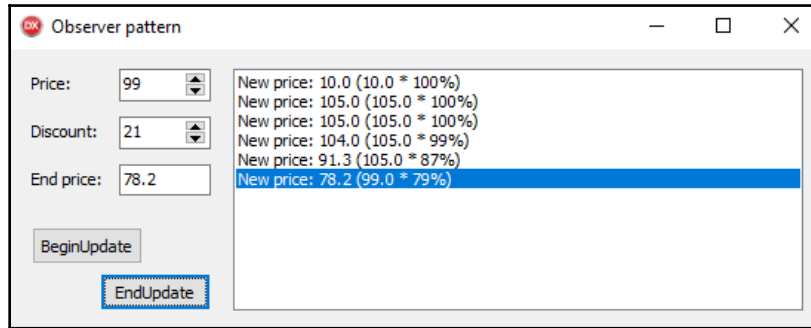 DX Observer pattern
Price: 99
Discount: 21
End price: 78.2
BeginUpdate
EndUpdate
New price: 10.0 (10.0 * 100%)
New price: 105.0 (105.0 * 100%)
New price: 105.0 (105.0 * 100%)
New price: 104.0 (105.0 * 99%)
New price: 91.3 (105.0 * 87%)
New price: 78.2 (99.0 * 79%)